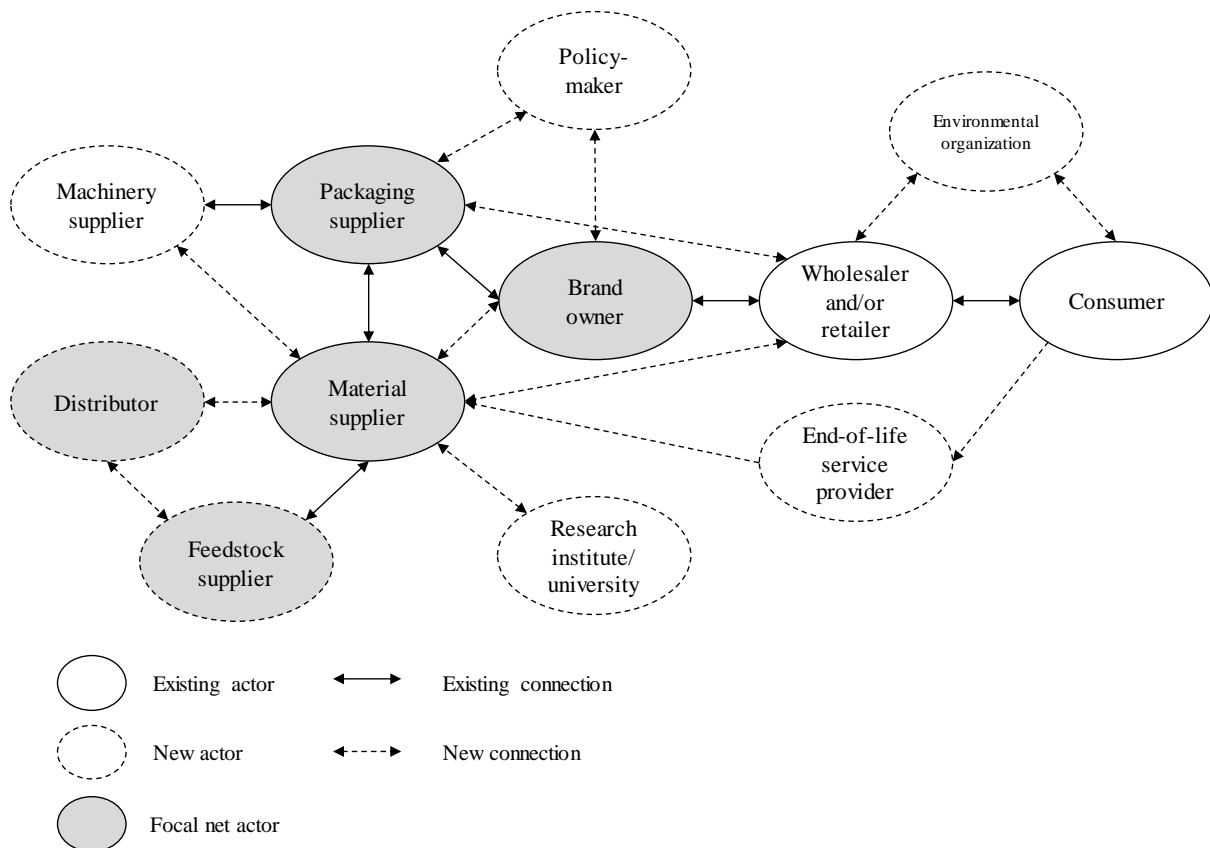 Policy-
maker
Environmental
organization
Machinery
supplier
Packaging
supplier
Brand
owner
Wholesaler
and/or
retailer
Consumer
Distributor
Material
supplier
End-of-life
service
provider
Feedstock
supplier
Research
institute/
university
Existing actor
Existing connection
New actor
New connection
Focal net actor